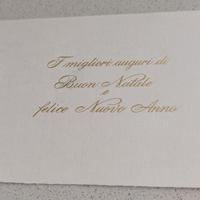 I migliori auguri di
Buon Natale
e
felice Nuovo Anno